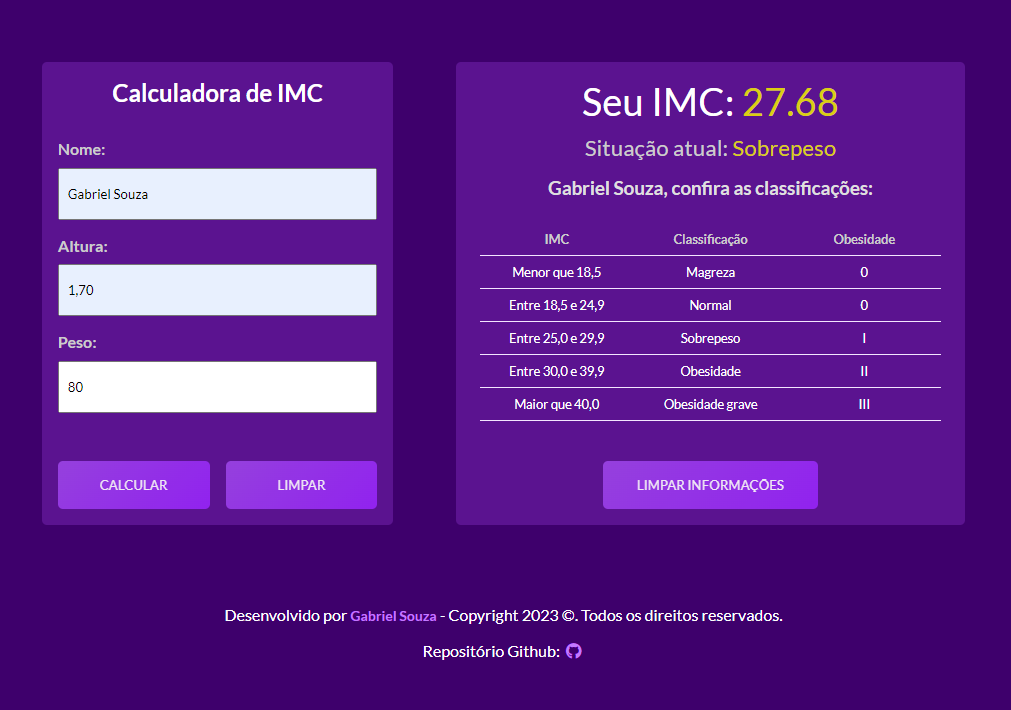 Calculadora de IMC
Nome:
Gabriel Souza
Altura:
1,70
Peso:
80
CALCULAR LIMPAR
Seu IMC: 27.68
Situação atual: Sobrepeso
Gabriel Souza, confira as classificações:
IMC Classificação Obesidade
Menor que 18,5 Magreza 0
Entre 18,5 e 24,9 Normal 0
Entre 25,0 e 29,9 Sobrepeso I
Entre 30,0 e 39,9 Obesidade II
Maior que 40,0 Obesidade grave III
LIMPAR INFORMAÇÕES
Desenvolvido por Gabriel Souza - Copyright 2023 ©. Todos os direitos reservados.
Repositório Github: